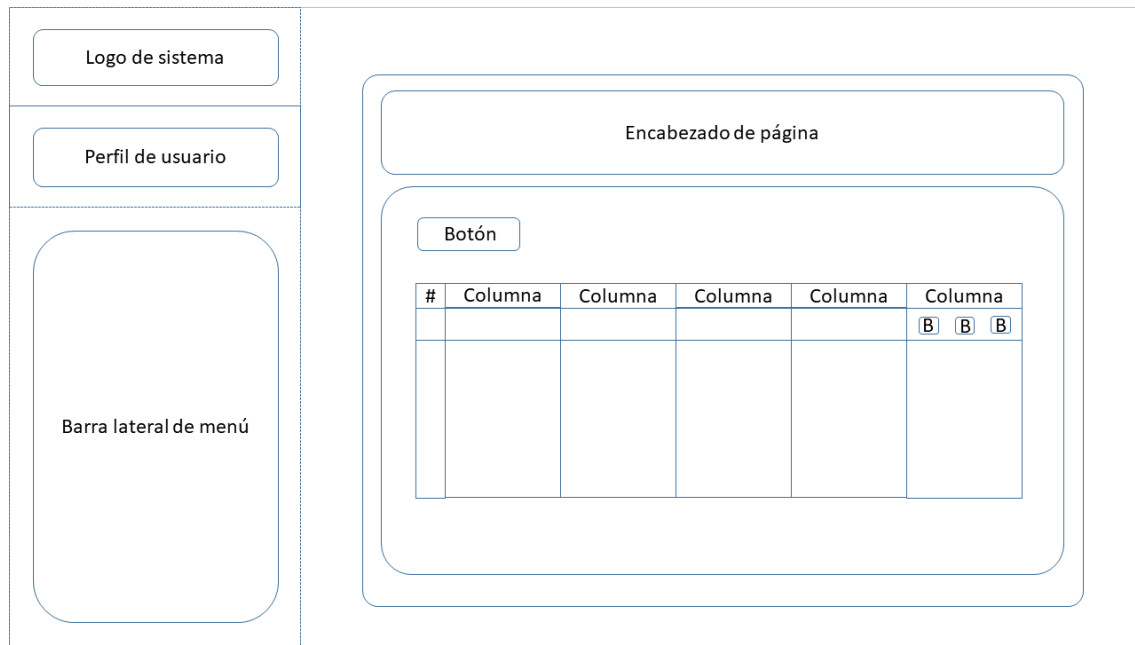 Logo de sistema
Perfil de usuario
Barra lateral de menú
Encabezado de página
Botón
# Columna Columna Columna Columna Columna
B B B